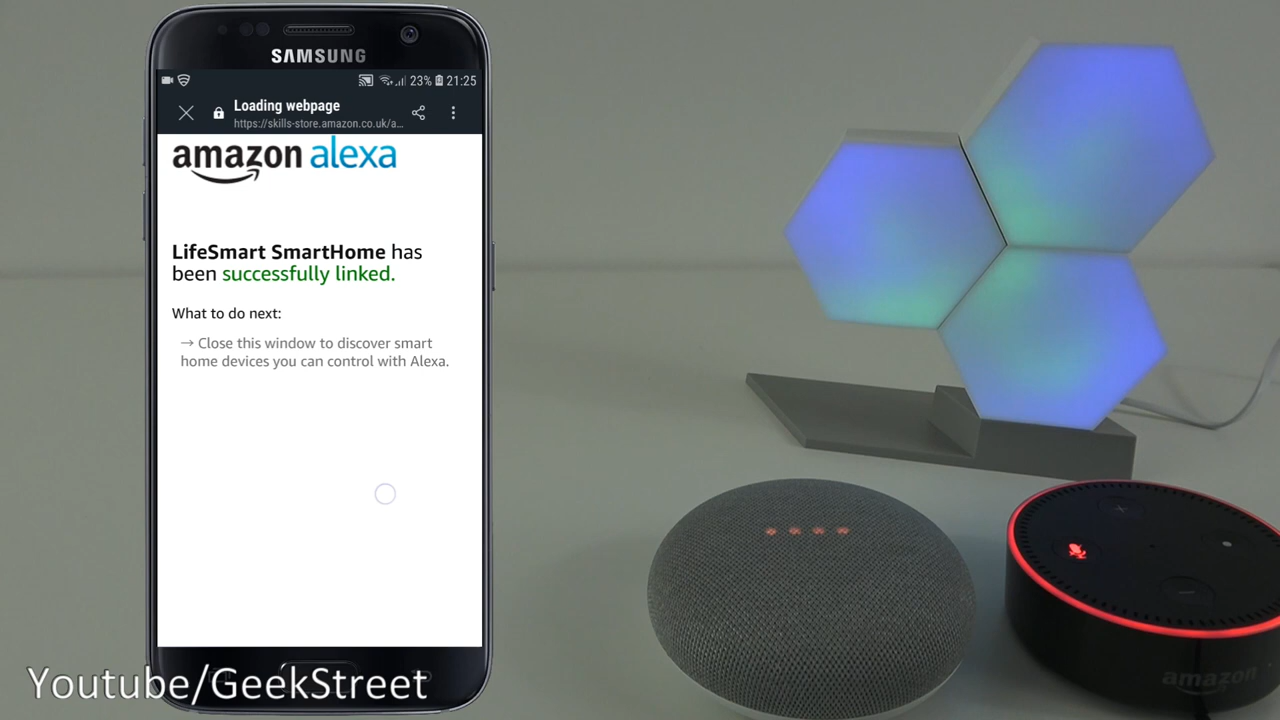 SAMSUNG
23% 21:25
Loading webpage
https://skills-store.amazon.co.uk/a...
amazon alexa
LifeSmart SmartHome has
been successfully linked.
What to do next:
→ Close this window to discover smart
home devices you can control with Alexa.
amazon
Youtube/GeekStreet